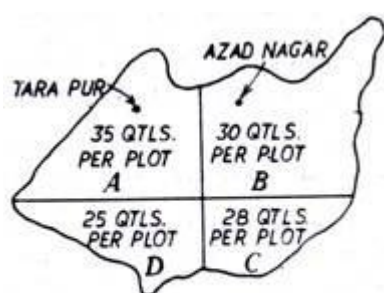 AZAD NAGAR
TARA PUR
35 QTLS.
PER PLOT
A
30 QTLS.
PER PLOT
B
25 QTLS.
PER PLOT
D
28 QTLS.
PER PLOT
C